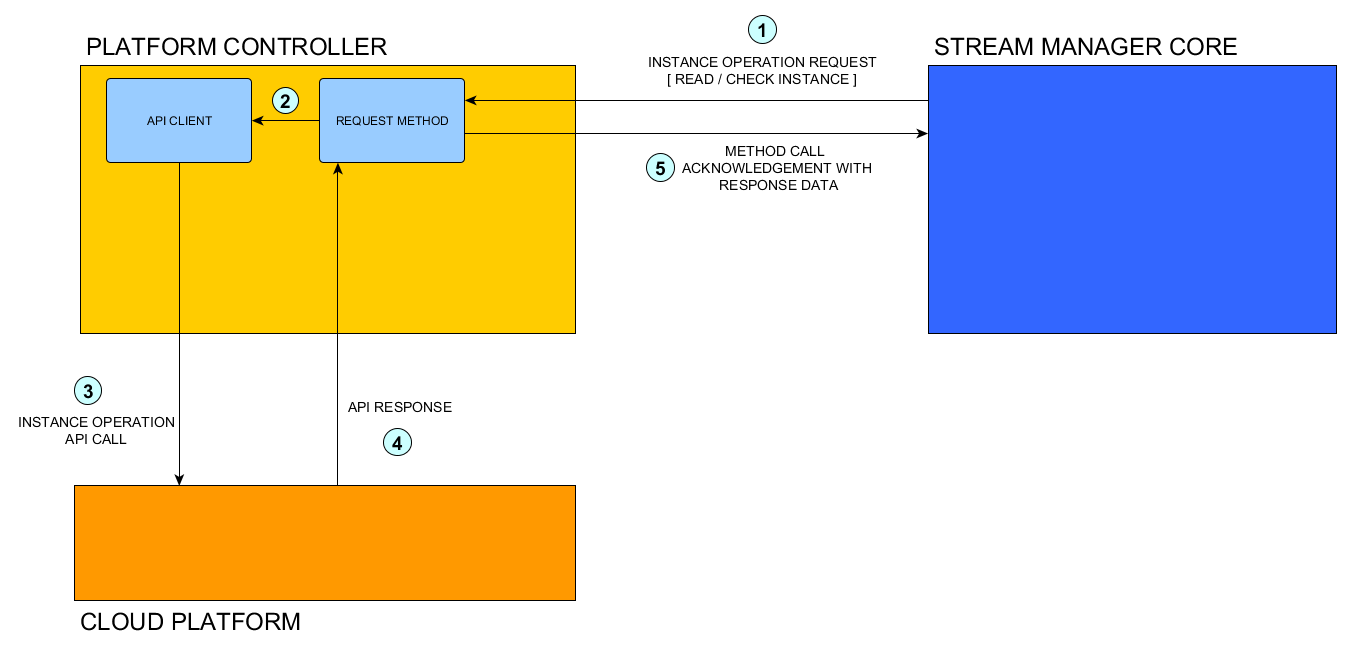 1
PLATFORM CONTROLLER
STREAM MANAGER CORE
INSTANCE OPERATION REQUEST
[ READ / CHECK INSTANCE ]
2
API CLIENT
REQUEST METHOD
METHOD CALL
5
ACKNOWLEDGEMENT WITH
RESPONSE DATA
3
INSTANCE OPERATION
API CALL
API RESPONSE
4
CLOUD PLATFORM